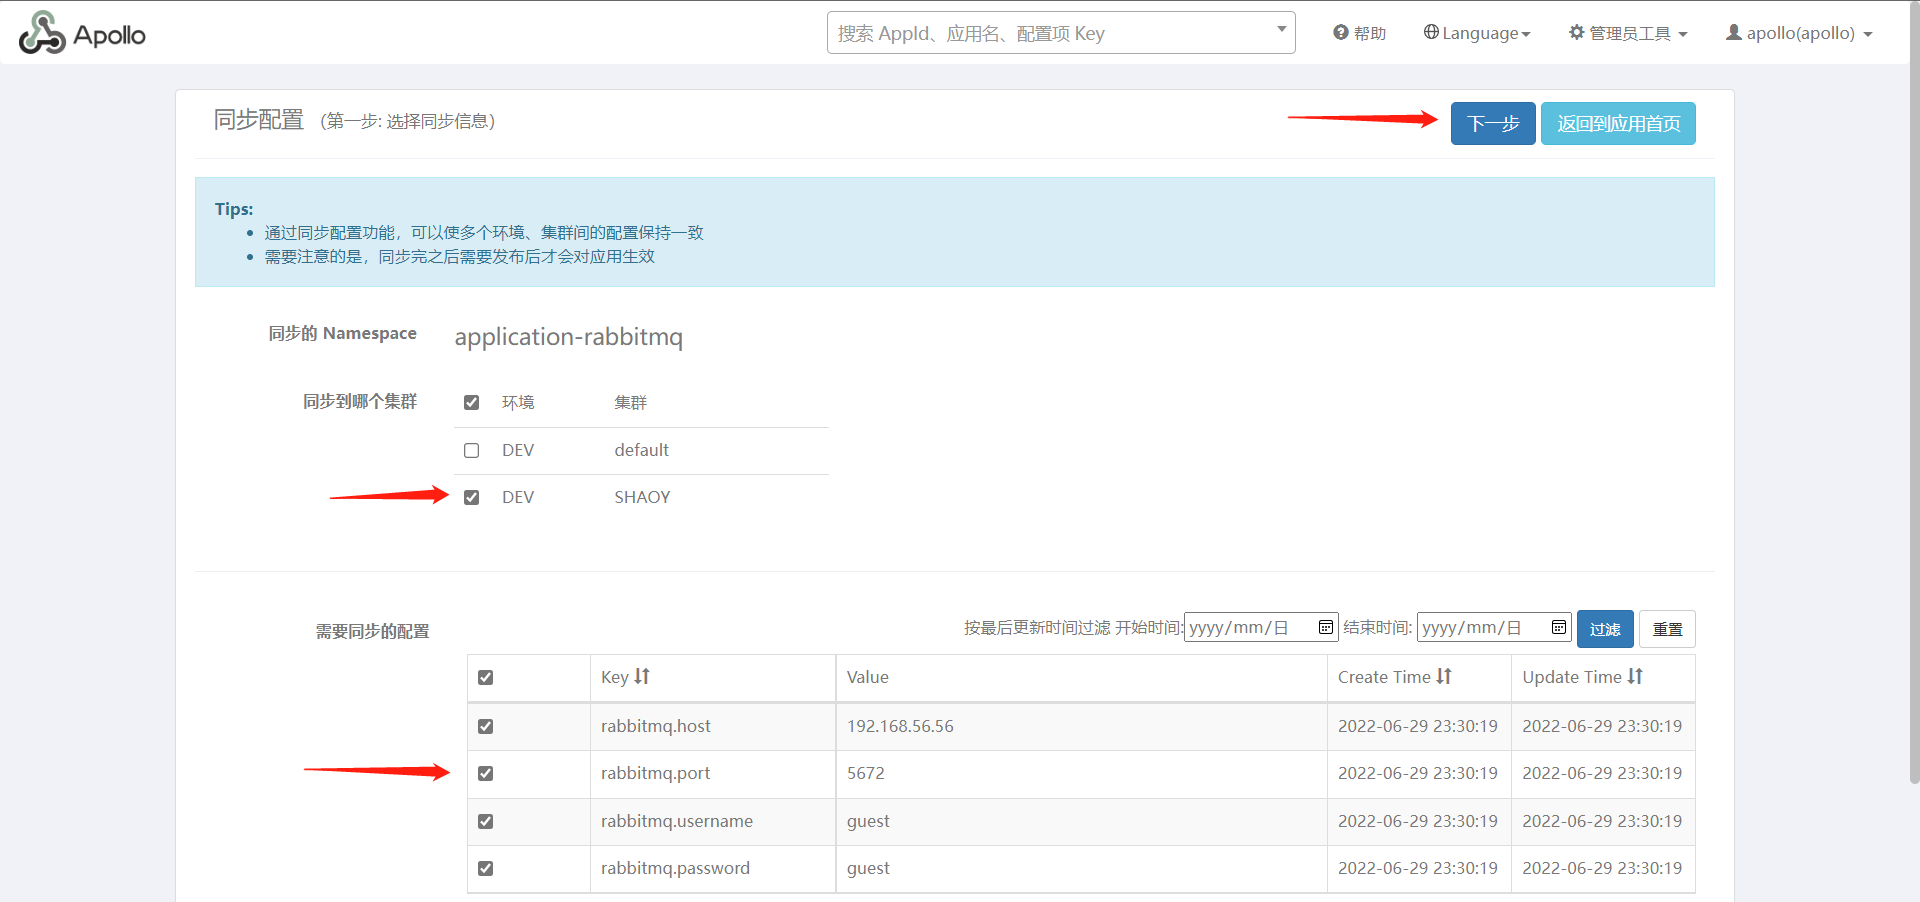 Apollo
搜索 AppId、应用名、配置项 Key
帮助
Language
管理员工具
apollo(apollo)
同步配置 (第一步: 选择同步信息)
下一步
返回到应用首页
Tips:
通过同步配置功能，可以使多个环境、集群间的配置保持一致
需要注意的是，同步完之后需要发布后才会对应用生效
同步的 Namespace application-rabbitmq
同步到哪个集群 环境 集群
DEV default
DEV SHAOY
需要同步的配置 按最后更新时间过滤 开始时间: yyyy/mm/日 结束时间: yyyy/mm/日 过滤 重置
Key Value Create Time Update Time
rabbitmq.host 192.168.56.56 2022-06-29 23:30:19 2022-06-29 23:30:19
rabbitmq.port 5672 2022-06-29 23:30:19 2022-06-29 23:30:19
rabbitmq.username guest 2022-06-29 23:30:19 2022-06-29 23:30:19
rabbitmq.password guest 2022-06-29 23:30:19 2022-06-29 23:30:19